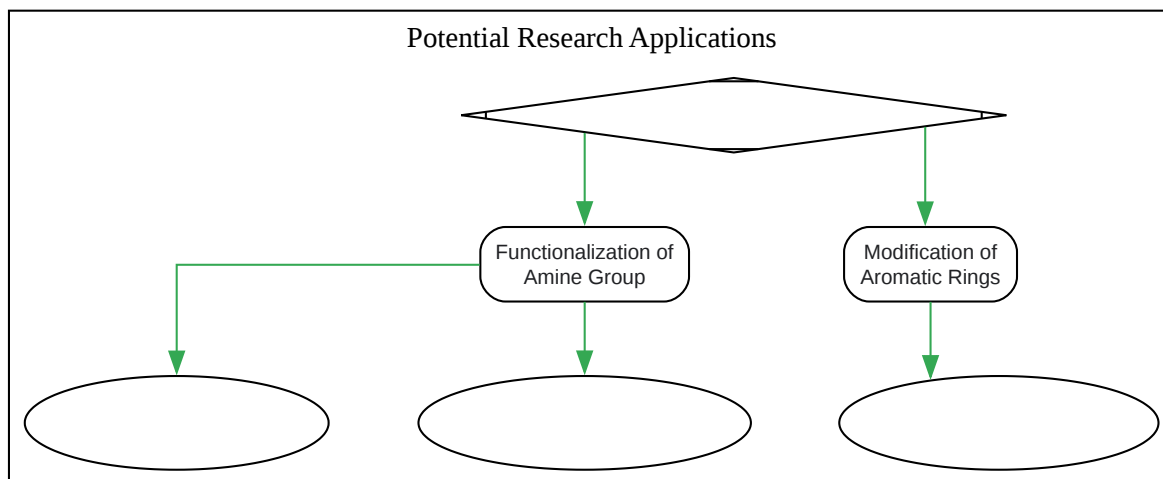 Potential Research Applications
Functionalization of
Amine Group
Modification of
Aromatic Rings